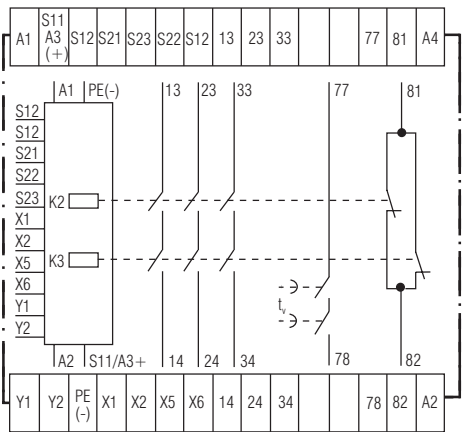 S11
A1 A3 S12 S21 S23 S22 S12 13 23 33 77 81 A4
(+)
A1 PE(-) 13 23 33 77 81
S12
S12
S21
S22
S23
K2
X1
X2
X5
K3
X6
Y1
Y2
tv
A2 S11/A3+ 14 24 34 78 82
Y1 Y2 PE X1 X2 X5 X6 14 24 34 78 82 A2
(-)